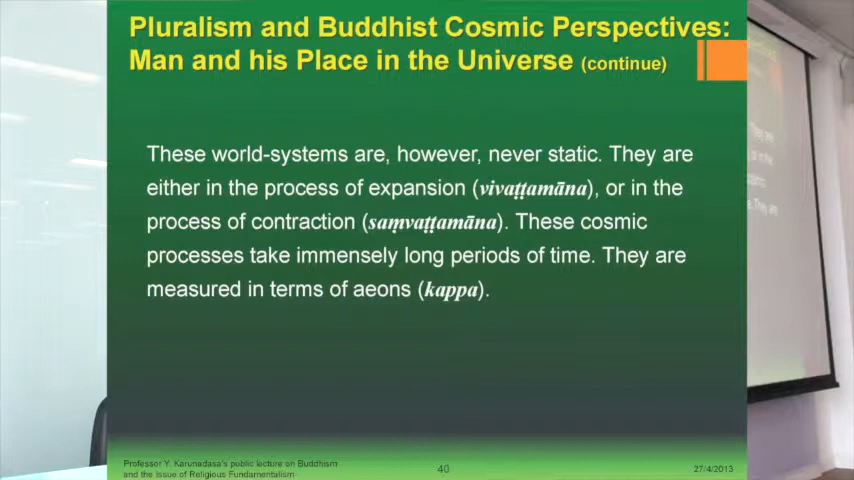 Pluralism and Buddhist Cosmic Perspectives:
Man and his Place in the Universe (continue)
These world-systems are, however, never static. They are
either in the process of expansion (vivaṭṭamāna), or in the
process of contraction (saṃvaṭṭamāna). These cosmic
processes take immensely long periods of time. They are
measured in terms of aeons (kappa).
Professor Y. Karunadasa's public lecture on Buddhism
and the Issue of Religious Fundamentalism
40
27/4/2013